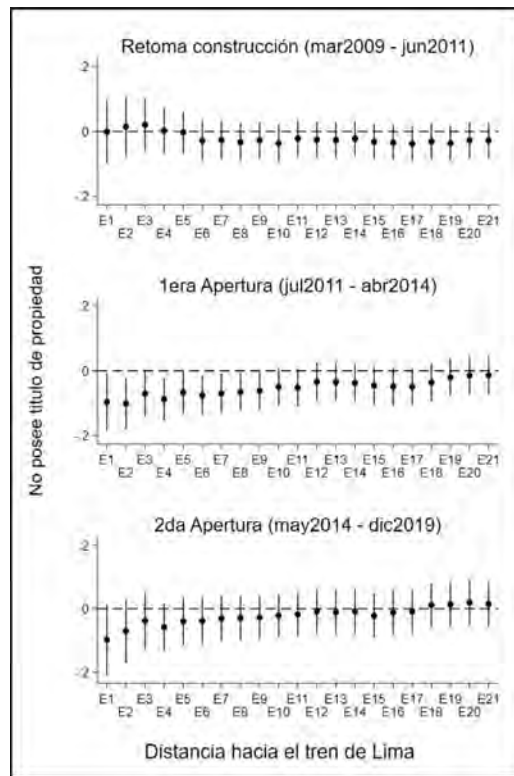 No posee título de propiedad
Retoma construcción (mar2009 - jun2011)
.2
0
-.2
E1 E3 E5 E7 E9 E11 E13 E15 E17 E19 E21
E2 E4 E6 E8 E10 E12 E14 E16 E18 E20
1era Apertura (jul2011 - abr2014)
.2
0
-.2
E1 E3 E5 E7 E9 E11 E13 E15 E17 E19 E21
E2 E4 E6 E8 E10 E12 E14 E16 E18 E20
2da Apertura (may2014 - dic2019)
.2
0
-.2
E1 E3 E5 E7 E9 E11 E13 E15 E17 E19 E21
E2 E4 E6 E8 E10 E12 E14 E16 E18 E20
Distancia hacia el tren de Lima